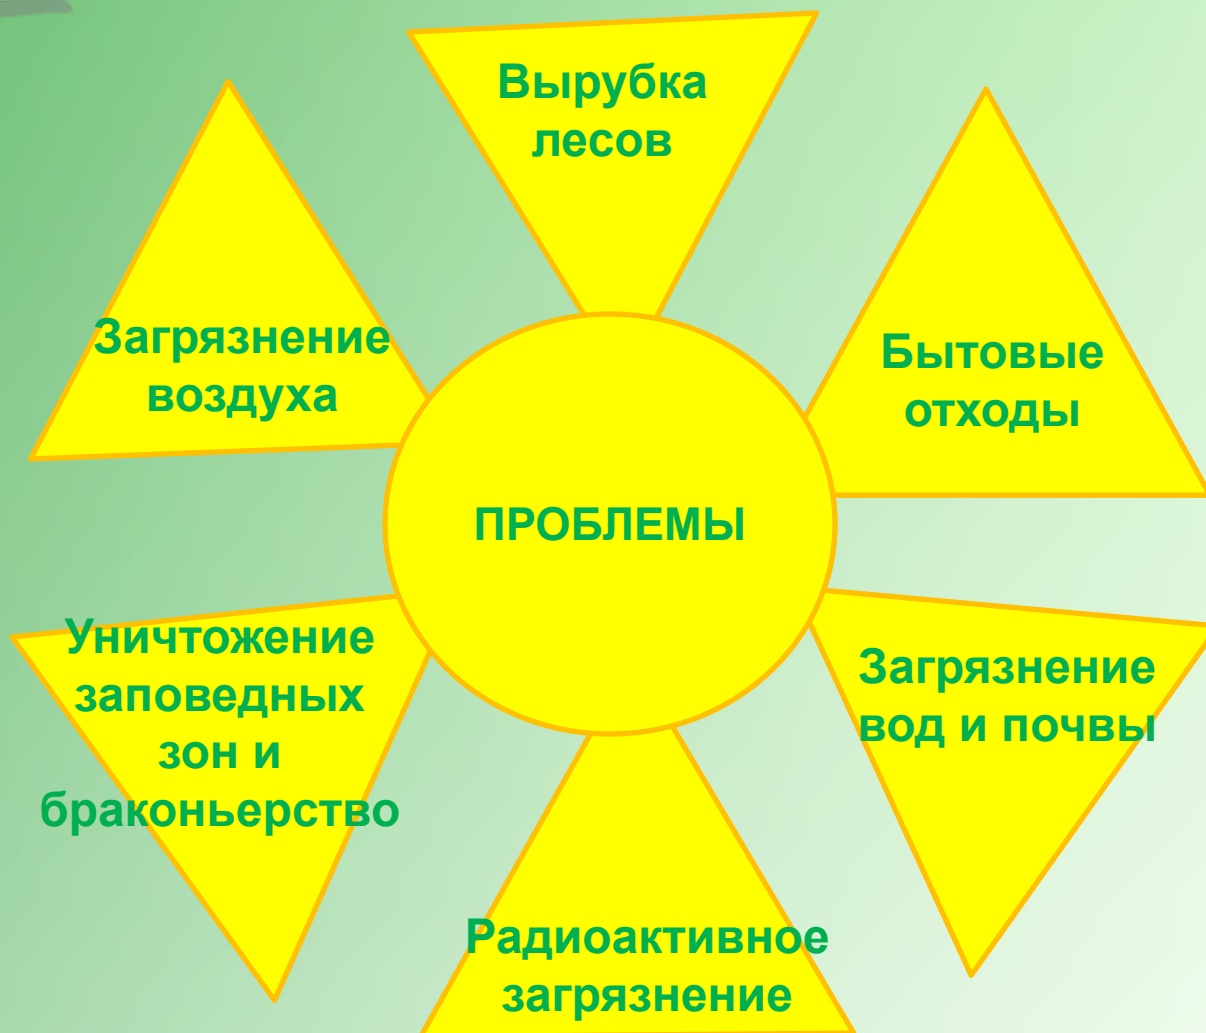 Вырубка
лесов
Загрязнение
воздуха
Бытовые
отходы
ПРОБЛЕМЫ
Уничтожение
заповедных
зон и
браконьерство
Загрязнение
вод и почвы
Радиоактивное
загрязнение